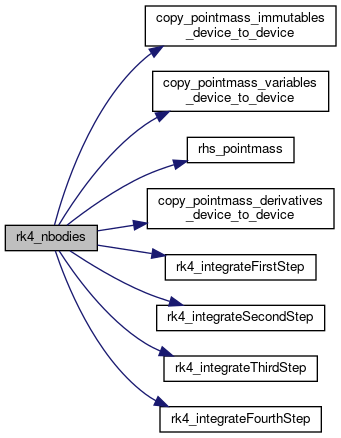 copy_pointmass_immutables
_device_to_device
copy_pointmass_variables
_device_to_device
rhs_pointmass
copy_pointmass_derivatives
_device_to_device
rk4_nbodies
rk4_integrateFirstStep
rk4_integrateSecondStep
rk4_integrateThirdStep
rk4_integrateFourthStep